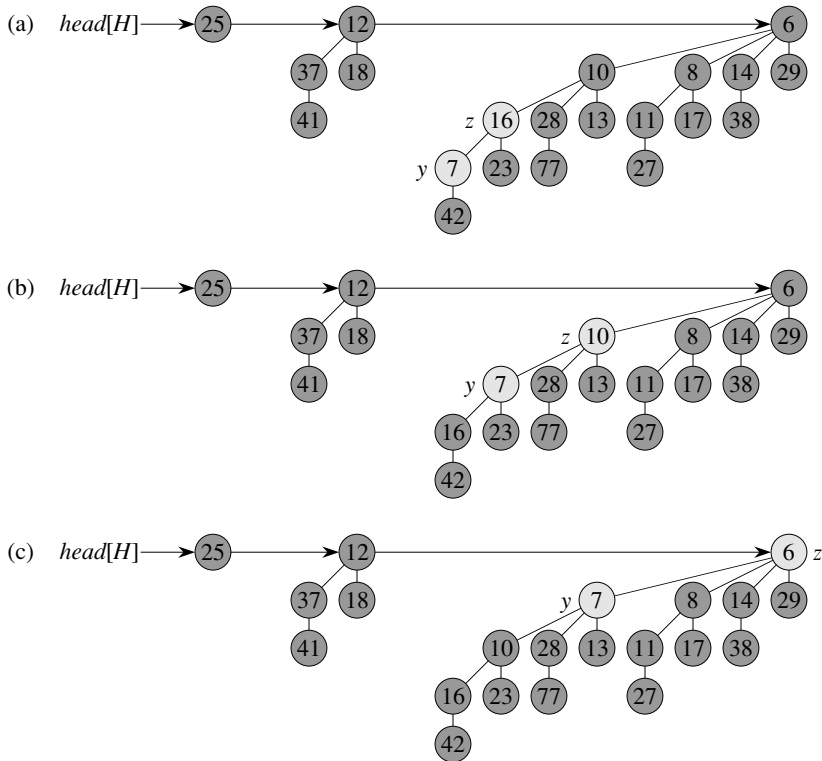 (a) head[H] 25 12 6
37 18 10 8 14 29
41 z 16 28 13 11 17 38
y 7 23 77 27
42
(b) head[H] 25 12 6
37 18 z 10 8 14 29
41 y 7 28 13 11 17 38
16 23 77 27
42
(c) head[H] 25 12 6 z
37 18 y 7 8 14 29
41 10 28 13 11 17 38
16 23 77 27
42